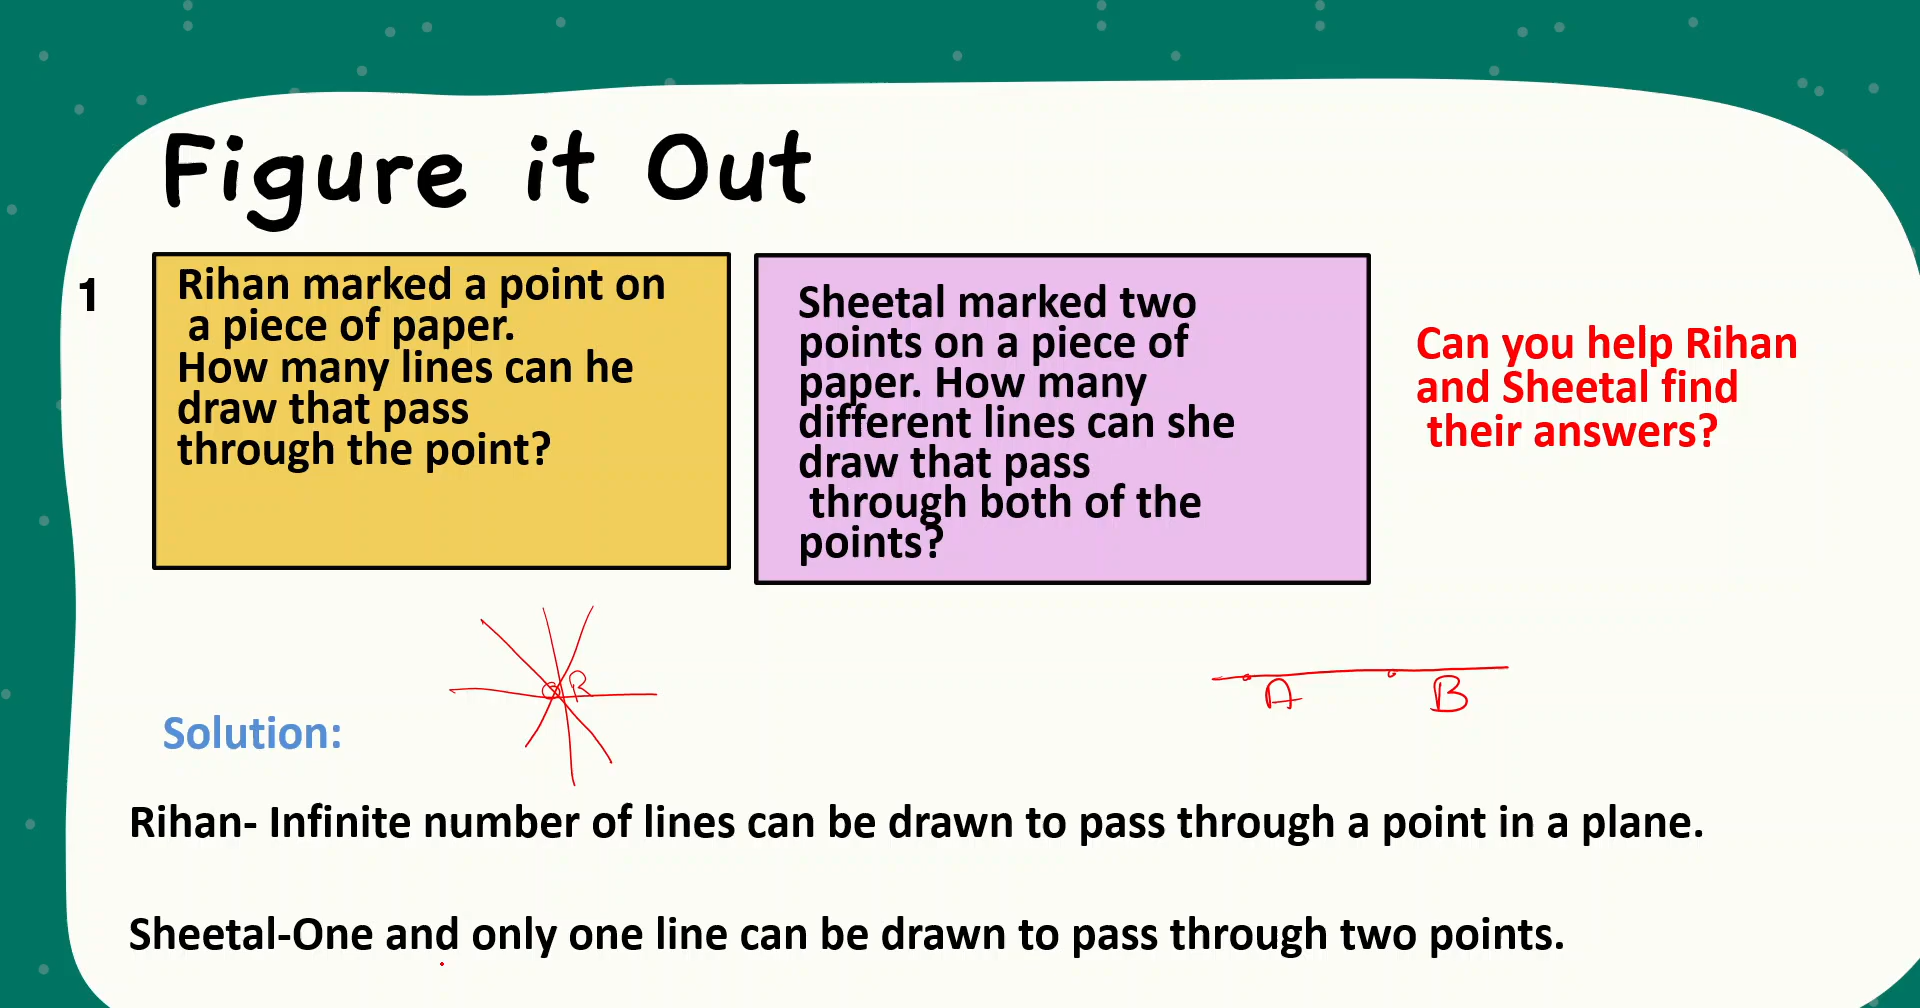 Figure it Out
1
Rihan marked a point on
a piece of paper.
How many lines can he
draw that pass
through the point?
Sheetal marked two
points on a piece of
paper. How many
different lines can she
draw that pass
through both of the
points?
Can you help Rihan
and Sheetal find
their answers?
R
A B
Solution:
Rihan- Infinite number of lines can be drawn to pass through a point in a plane.
Sheetal-One and only one line can be drawn to pass through two points.